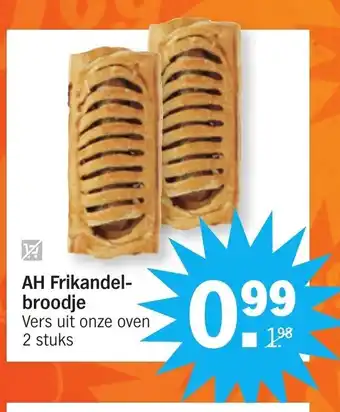 AH Frikandel-
broodje
Vers uit onze oven
2 stuks
0.99
1.98